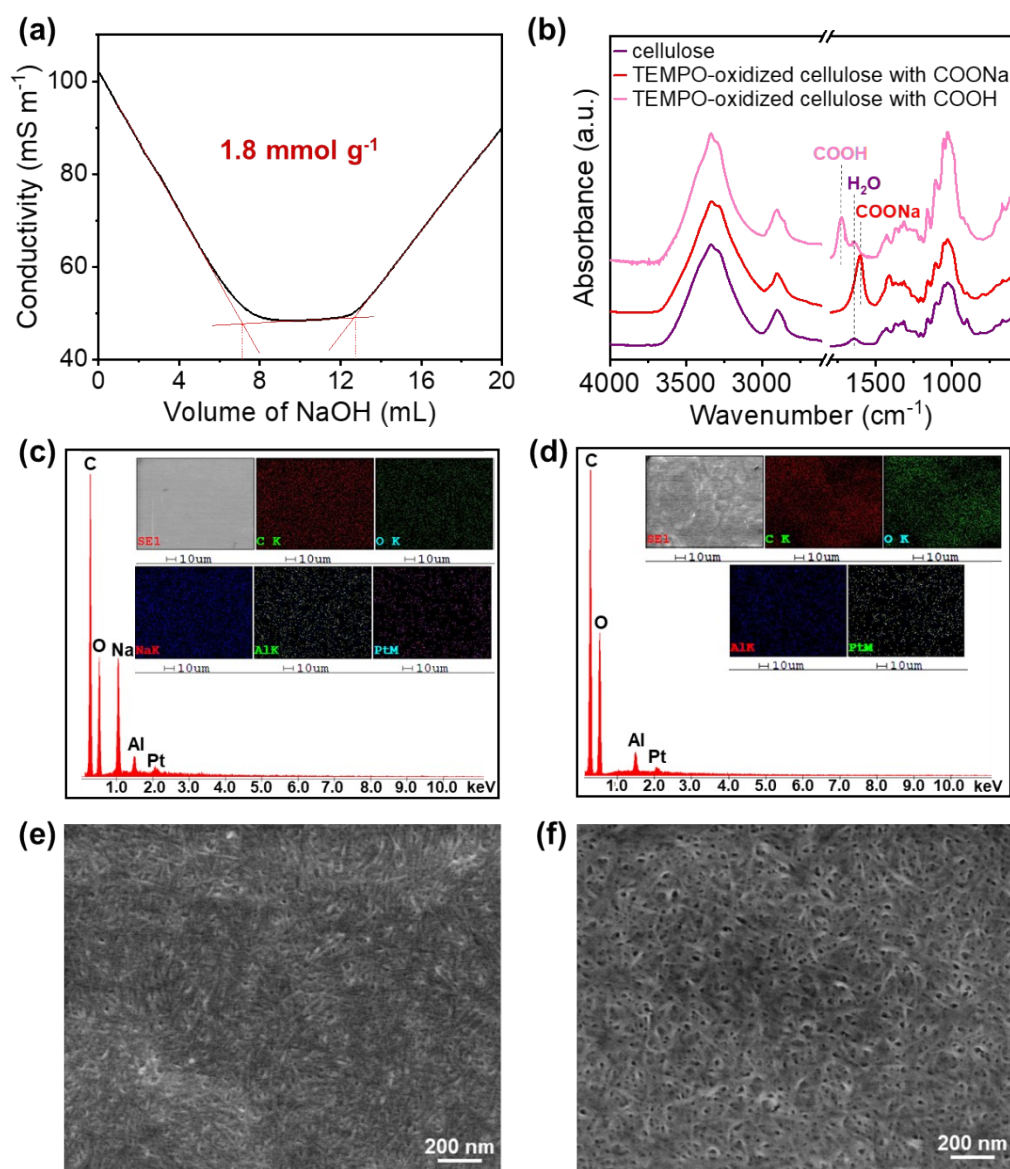 (a)
Conductivity (mS m⁻¹)
100
80
60
40
1.8 mmol g⁻¹
0 4 8 12 16 20
Volume of NaOH (mL)
(b)
Absorbance (a.u.)
cellulose
TEMPO-oxidized cellulose with COONa
TEMPO-oxidized cellulose with COOH
COOH
H₂O
COONa
4000 3500 3000 1500 1000
Wavenumber (cm⁻¹)
(c)
C
O
Na
Al
Pt
SE1
C K
O K
10um 10um 10um
NaK
AlK
PtM
10um 10um 10um
1.0 2.0 3.0 4.0 5.0 6.0 7.0 8.0 9.0 10.0 keV
(d)
C
O
Al
Pt
SE1
C K
O K
10um 10um 10um
AlK
PtM
10um 10um
1.0 2.0 3.0 4.0 5.0 6.0 7.0 8.0 9.0 10.0 keV
(e)
200 nm
(f)
200 nm